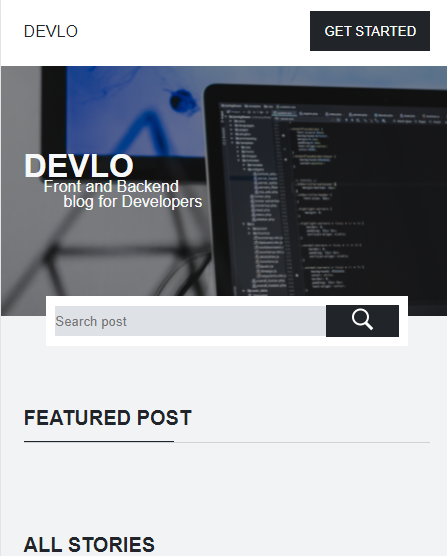 DEVLO
GET STARTED
DEVLO
Front and Backend
blog for Developers
Search post
FEATURED POST
ALL STORIES